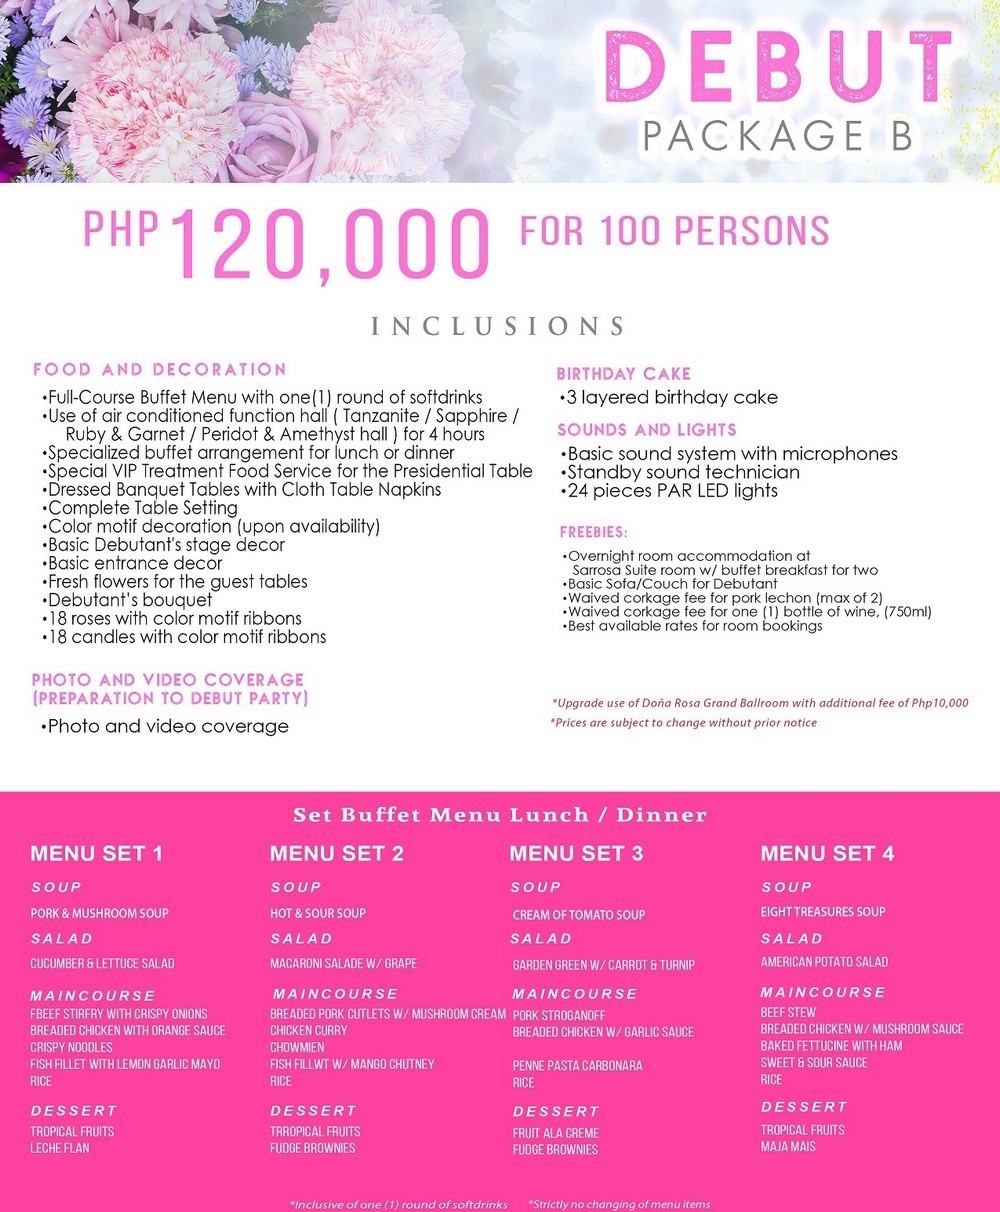 DEBUT
PACKAGE B
PHP 120,000 FOR 100 PERSONS
INCLUSIONS
FOOD AND DECORATION
•Full-Course Buffet Menu with one(1) round of softdrinks
•Use of air conditioned function hall ( Tanzanite / Sapphire /
Ruby & Garnet / Peridot & Amethyst hall ) for 4 hours
•Specialized buffet arrangement for lunch or dinner
•Special VIP Treatment Food Service for the Presidential Table
•Dressed Banquet Tables with Cloth Table Napkins
•Complete Table Setting
•Color motif decoration (upon availability)
•Basic Debutant's stage decor
•Basic entrance decor
•Fresh flowers for the guest tables
•Debutant's bouquet
•18 roses with color motif ribbons
•18 candles with color motif ribbons
PHOTO AND VIDEO COVERAGE
(PREPARATION TO DEBUT PARTY)
•Photo and video coverage
BIRTHDAY CAKE
•3 layered birthday cake
SOUNDS AND LIGHTS
•Basic sound system with microphones
•Standby sound technician
•24 pieces PAR LED lights
FREEBIES:
•Overnight room accommodation at
Sarrosa Suite room w/ buffet breakfast for two
•Basic Sofa/Couch for Debutant
•Waived corkage fee for pork lechon (max of 2)
•Waived corkage fee for one (1) bottle of wine, (750ml)
•Best available rates for room bookings
*Upgrade use of Doña Rosa Grand Ballroom with additional fee of Php10,000
*Prices are subject to change without prior notice
Set Buffet Menu Lunch / Dinner
MENU SET 1
SOUP
PORK & MUSHROOM SOUP
SALAD
CUCUMBER & LETTUCE SALAD
MAINCOURSE
FBEEF STIRFRY WITH CRISPY ONIONS
BREADED CHICKEN WITH ORANGE SAUCE
CRISPY NOODLES
FISH FILLET WITH LEMON GARLIC MAYO
RICE
DESSERT
TROPICAL FRUITS
LECHE FLAN
MENU SET 2
SOUP
HOT & SOUR SOUP
SALAD
MACARONI SALADE W/ GRAPE
MAINCOURSE
BREADED PORK CUTLETS W/ MUSHROOM CREAM
CHICKEN CURRY
CHOWMIEN
FISH FILLWT W/ MANGO CHUTNEY
RICE
DESSERT
TRROPICAL FRUITS
FUDGE BROWNIES
MENU SET 3
SOUP
CREAM OF TOMATO SOUP
SALAD
GARDEN GREEN W/ CARROT & TURNIP
MAINCOURSE
PORK STROGANOFF
BREADED CHICKEN W/ GARLIC SAUCE
PENNE PASTA CARBONARA
RICE
DESSERT
FRUIT ALA CREME
FUDGE BROWNIES
MENU SET 4
SOUP
EIGHT TREASURES SOUP
SALAD
AMERICAN POTATO SALAD
MAINCOURSE
BEEF STEW
BREADED CHICKEN W/ MUSHROOM SAUCE
BAKED FETTUCINE WITH HAM
SWEET & SOUR SAUCE
RICE
DESSERT
TROPICAL FRUITS
MAJA MAIS
*Inclusive of one (1) round of softdrinks *Strictly no changing of menu items